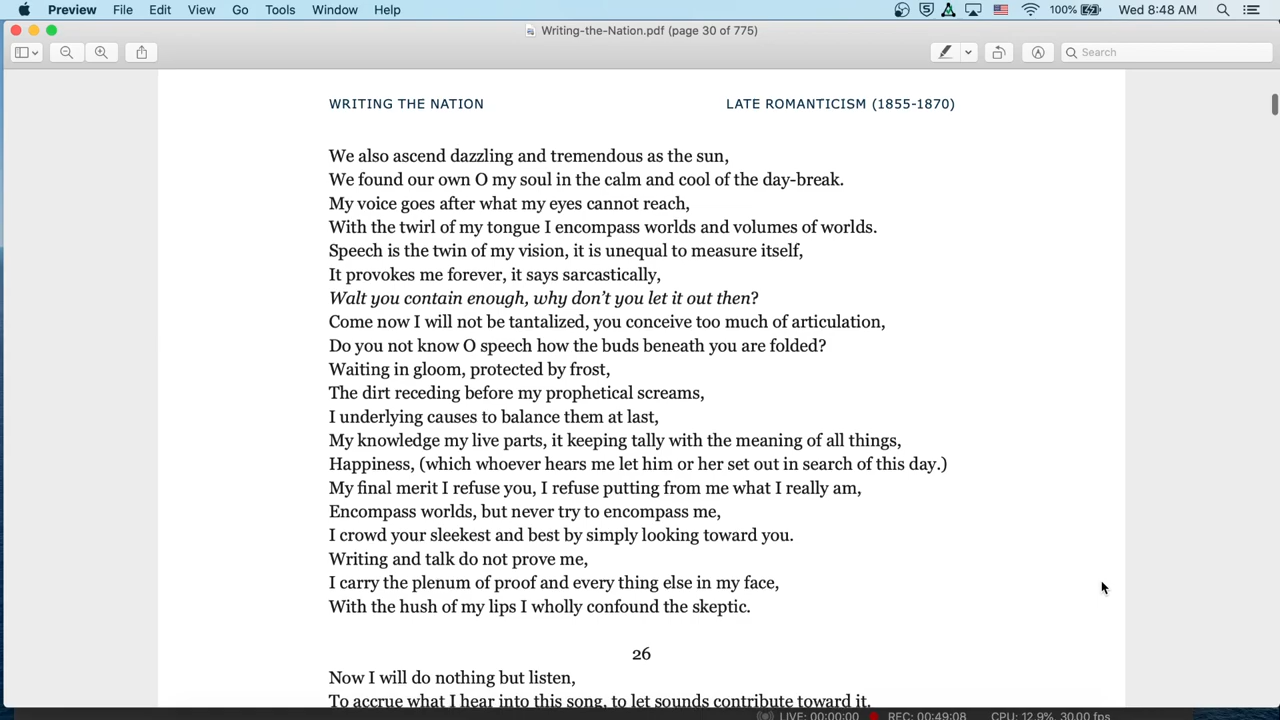 Preview File Edit View Go Tools Window Help 100% Wed 8:48 AM
Writing-the-Nation.pdf (page 30 of 775)
Search
WRITING THE NATION LATE ROMANTICISM (1855-1870)
We also ascend dazzling and tremendous as the sun,
We found our own O my soul in the calm and cool of the day-break.
My voice goes after what my eyes cannot reach,
With the twirl of my tongue I encompass worlds and volumes of worlds.
Speech is the twin of my vision, it is unequal to measure itself,
It provokes me forever, it says sarcastically,
Walt you contain enough, why don’t you let it out then?
Come now I will not be tantalized, you conceive too much of articulation,
Do you not know O speech how the buds beneath you are folded?
Waiting in gloom, protected by frost,
The dirt receding before my prophetical screams,
I underlying causes to balance them at last,
My knowledge my live parts, it keeping tally with the meaning of all things,
Happiness, (which whoever hears me let him or her set out in search of this day.)
My final merit I refuse you, I refuse putting from me what I really am,
Encompass worlds, but never try to encompass me,
I crowd your sleekest and best by simply looking toward you.
Writing and talk do not prove me,
I carry the plenum of proof and every thing else in my face,
With the hush of my lips I wholly confound the skeptic.
26
Now I will do nothing but listen,
To accrue what I hear into this song, to let sounds contribute toward it.
LIVE: 00:00:00 REC: 00:49:08 CPU: 12.9%, 30.00 fps